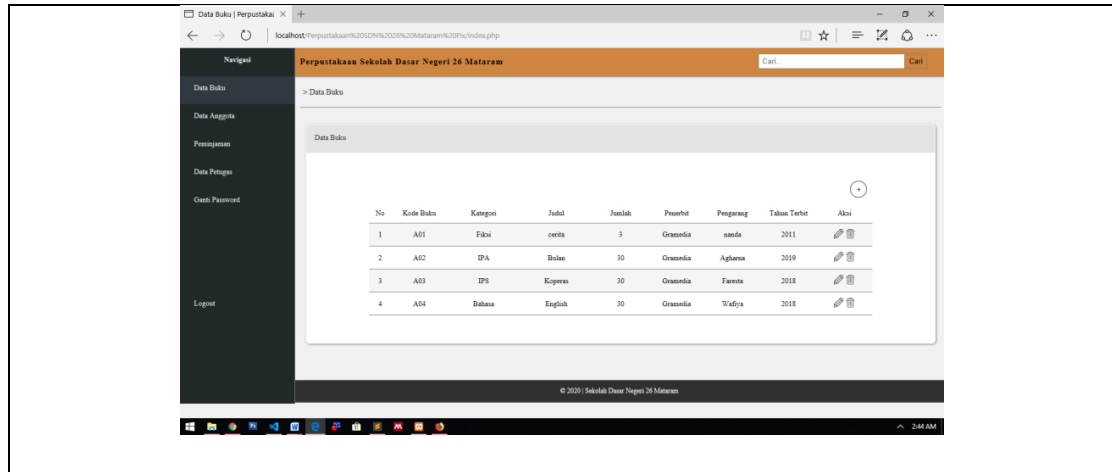 Data Buku | Perpustakaa
localhost/Perpustakaan%20SDN%2026%20Mataram%20Fix/index.php
Navigasi
Perpustakaan Sekolah Dasar Negeri 26 Mataram
Cari...
Cari
Data Buku
Data Anggota
Peminjaman
Data Petugas
Ganti Password
Logout
> Data Buku
Data Buku
+
No Kode Buku Kategori Judul Jumlah Penerbit Pengarang Tahun Terbit Aksi
1 A01 Fiksi cerita 3 Gramedia nanda 2011
2 A02 IPA Bulan 30 Gramedia Agharna 2019
3 A03 IPS Koperas 30 Gramedia Faresta 2018
4 A04 Bahasa English 30 Gramedia Wafiya 2018
© 2020 | Sekolah Dasar Negeri 26 Mataram
2:44 AM